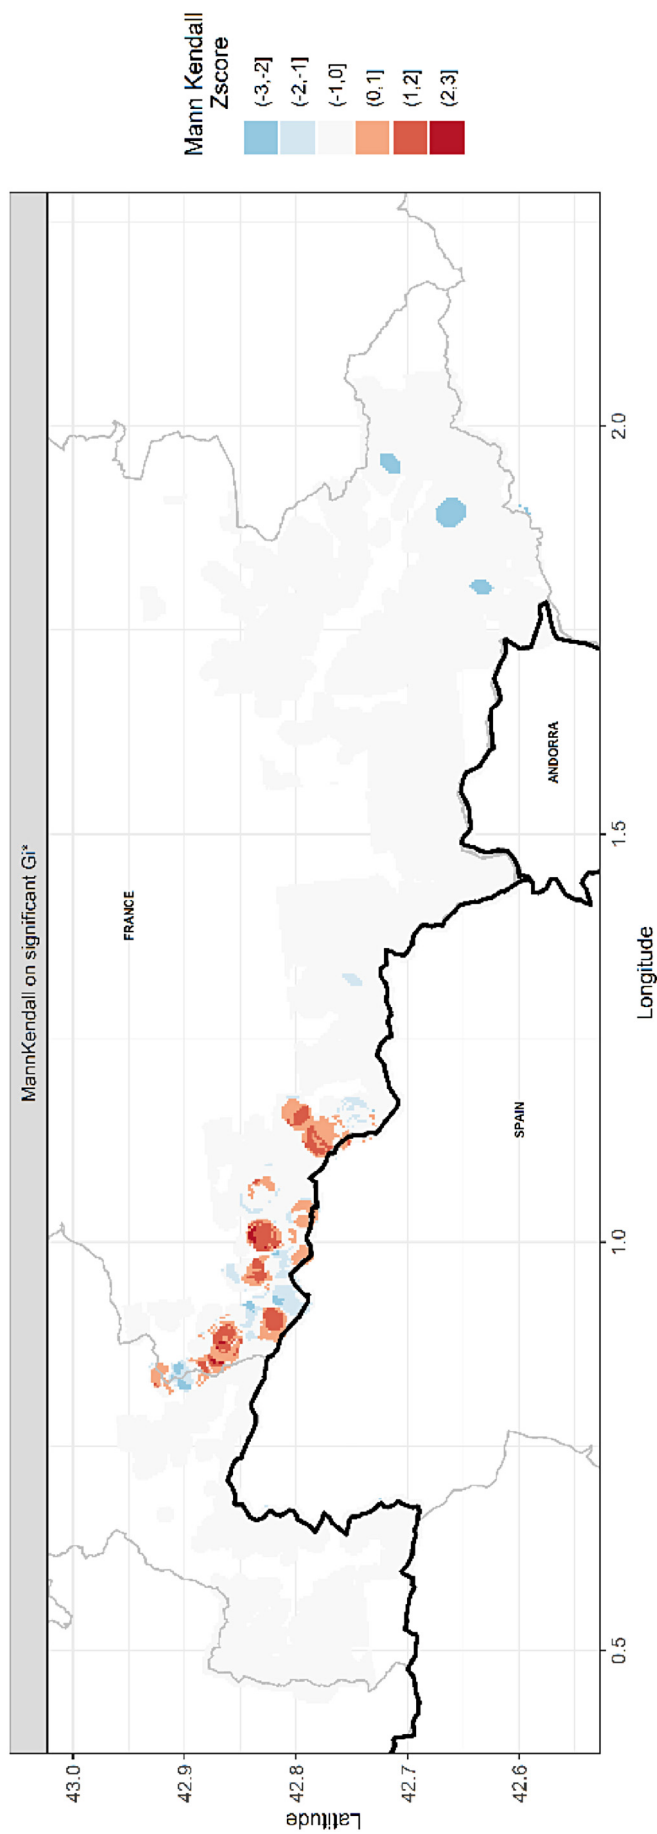 MannKendall on significant Gi*
43.0
42.9
42.8
42.7
42.6
Latitude
FRANCE
SPAIN
ANDORRA
0.5
1.0
1.5
2.0
Longitude
Mann Kendall
Zscore
(-3,-2]
(-2,-1]
(-1,0]
(0,1]
(1,2]
(2,3]